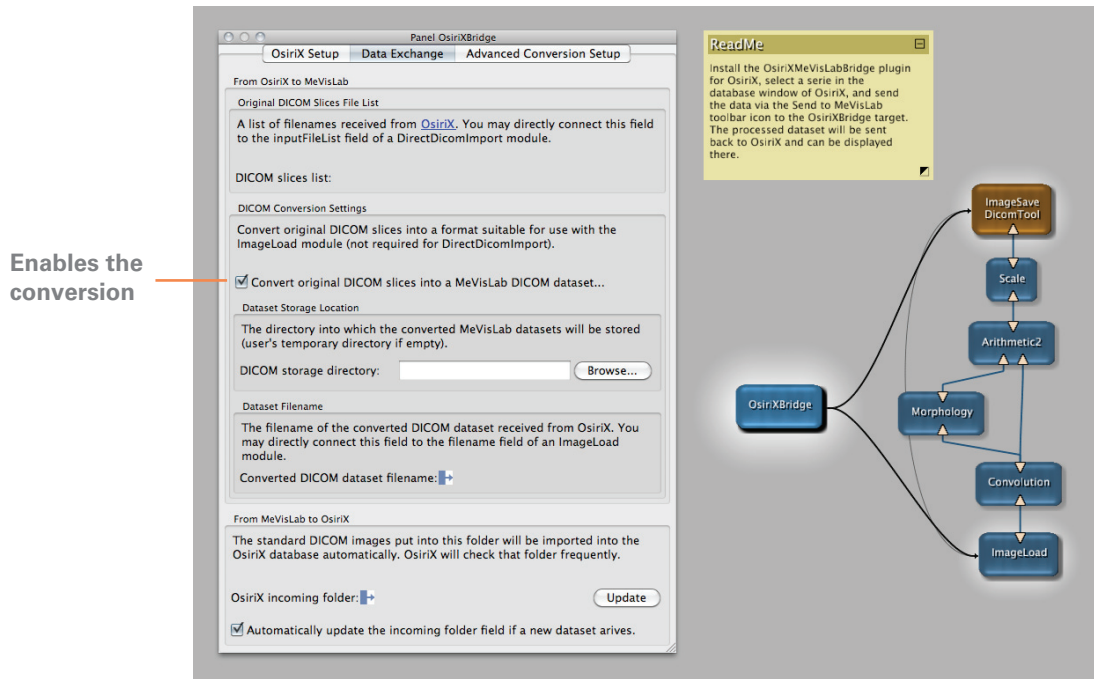 Panel OsiriXBridge
OsiriX Setup
Data Exchange
Advanced Conversion Setup
From OsiriX to MeVisLab
Original DICOM Slices File List
A list of filenames received from OsiriX. You may directly connect this field
to the inputFileList field of a DirectDicomImport module.
DICOM slices list:
DICOM Conversion Settings
Convert original DICOM slices into a format suitable for use with the
ImageLoad module (not required for DirectDicomImport).
Enables the
conversion
Convert original DICOM slices into a MeVisLab DICOM dataset...
Dataset Storage Location
The directory into which the converted MeVisLab datasets will be stored
(user's temporary directory if empty).
DICOM storage directory:
Browse...
Dataset Filename
The filename of the converted DICOM dataset received from OsiriX. You
may directly connect this field to the filename field of an ImageLoad
module.
Converted DICOM dataset filename:
From MeVisLab to OsiriX
The standard DICOM images put into this folder will be imported into the
OsiriX database automatically. OsiriX will check that folder frequently.
OsiriX incoming folder:
Update
Automatically update the incoming folder field if a new dataset arives.
ReadMe
Install the OsiriXMeVisLabBridge plugin
for OsiriX, select a serie in the
database window of OsiriX, and send
the data via the Send to MeVisLab
toolbar icon to the OsiriXBridge target.
The processed dataset will be sent
back to OsiriX and can be displayed
there.
ImageSave
DicomTool
Scale
Arithmetic2
OsiriXBridge
Morphology
Convolution
ImageLoad